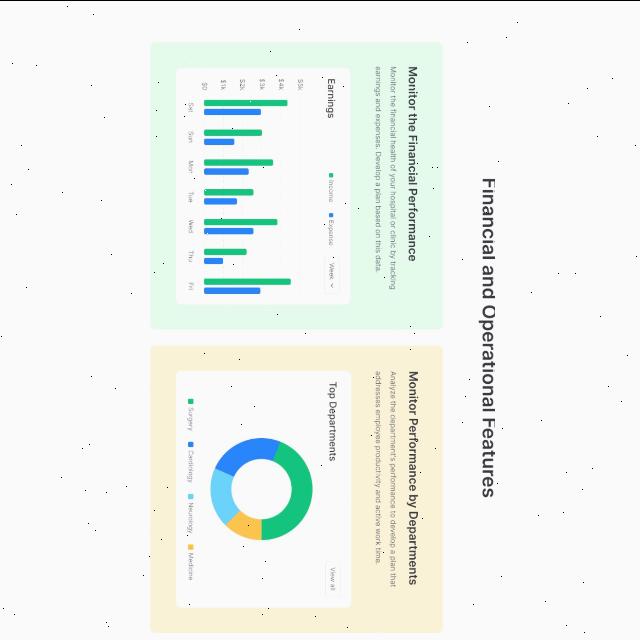 Financial and Operational Features
Monitor the Financial Performance
Monitor the financial health of your hospital or clinic by tracking
earnings and expenses. Develop a plan based on this data.
Earnings
Income
Expense
Week
$5k
$4k
$3k
$2k
$1k
$0
Sat
Sun
Mon
Tue
Wed
Thu
Fri
Monitor Performance by Departments
Analyze the department's performance to develop a plan that
addresses employee productivity and active work time.
Top Departments
View all
Surgery
Cardiology
Neurology
Medicine